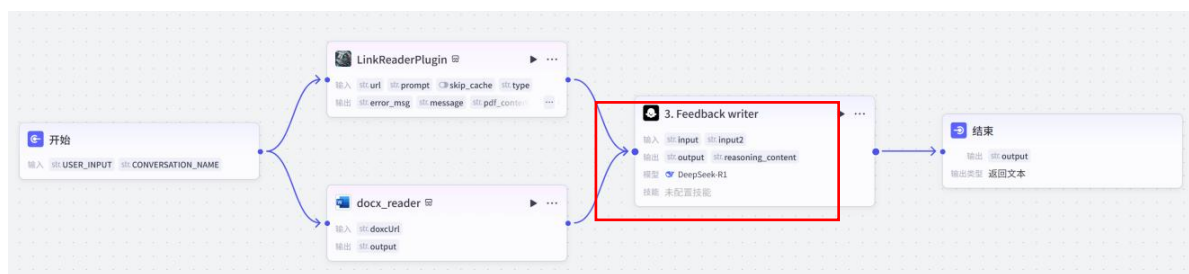 开始
输入 str.USER_INPUT str.CONVERSATION_NAME
LinkReaderPlugin
输入 str.url str.prompt skip_cache str.type
输出 str.error_msg str.message str.pdf_conte ...
docx_reader
输入 str.doxcUrl
输出 str.output
3. Feedback writer
输入 str.input str.input2
输出 str.output str.reasoning_content
模型 DeepSeek-R1
技能 未配置技能
结束
输出 str.output
输出类型 返回文本